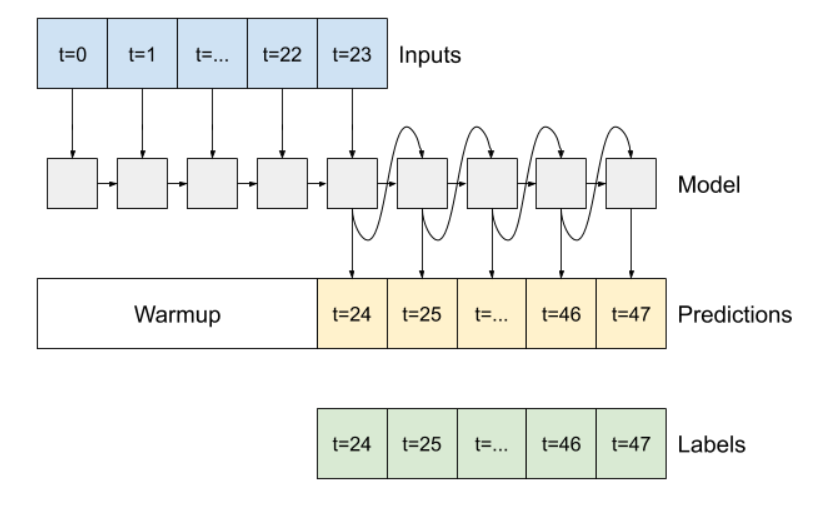 t=0 t=1 t=... t=22 t=23 Inputs
Model
Warmup t=24 t=25 t=... t=46 t=47 Predictions
t=24 t=25 t=... t=46 t=47 Labels